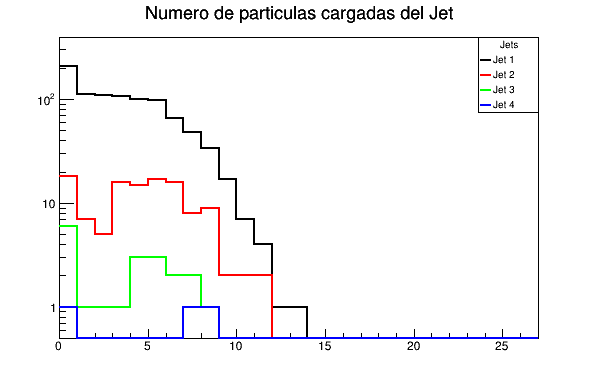 Numero de particulas cargadas del Jet
Jets
Jet 1
Jet 2
Jet 3
Jet 4
10²
10
1
0 5 10 15 20 25